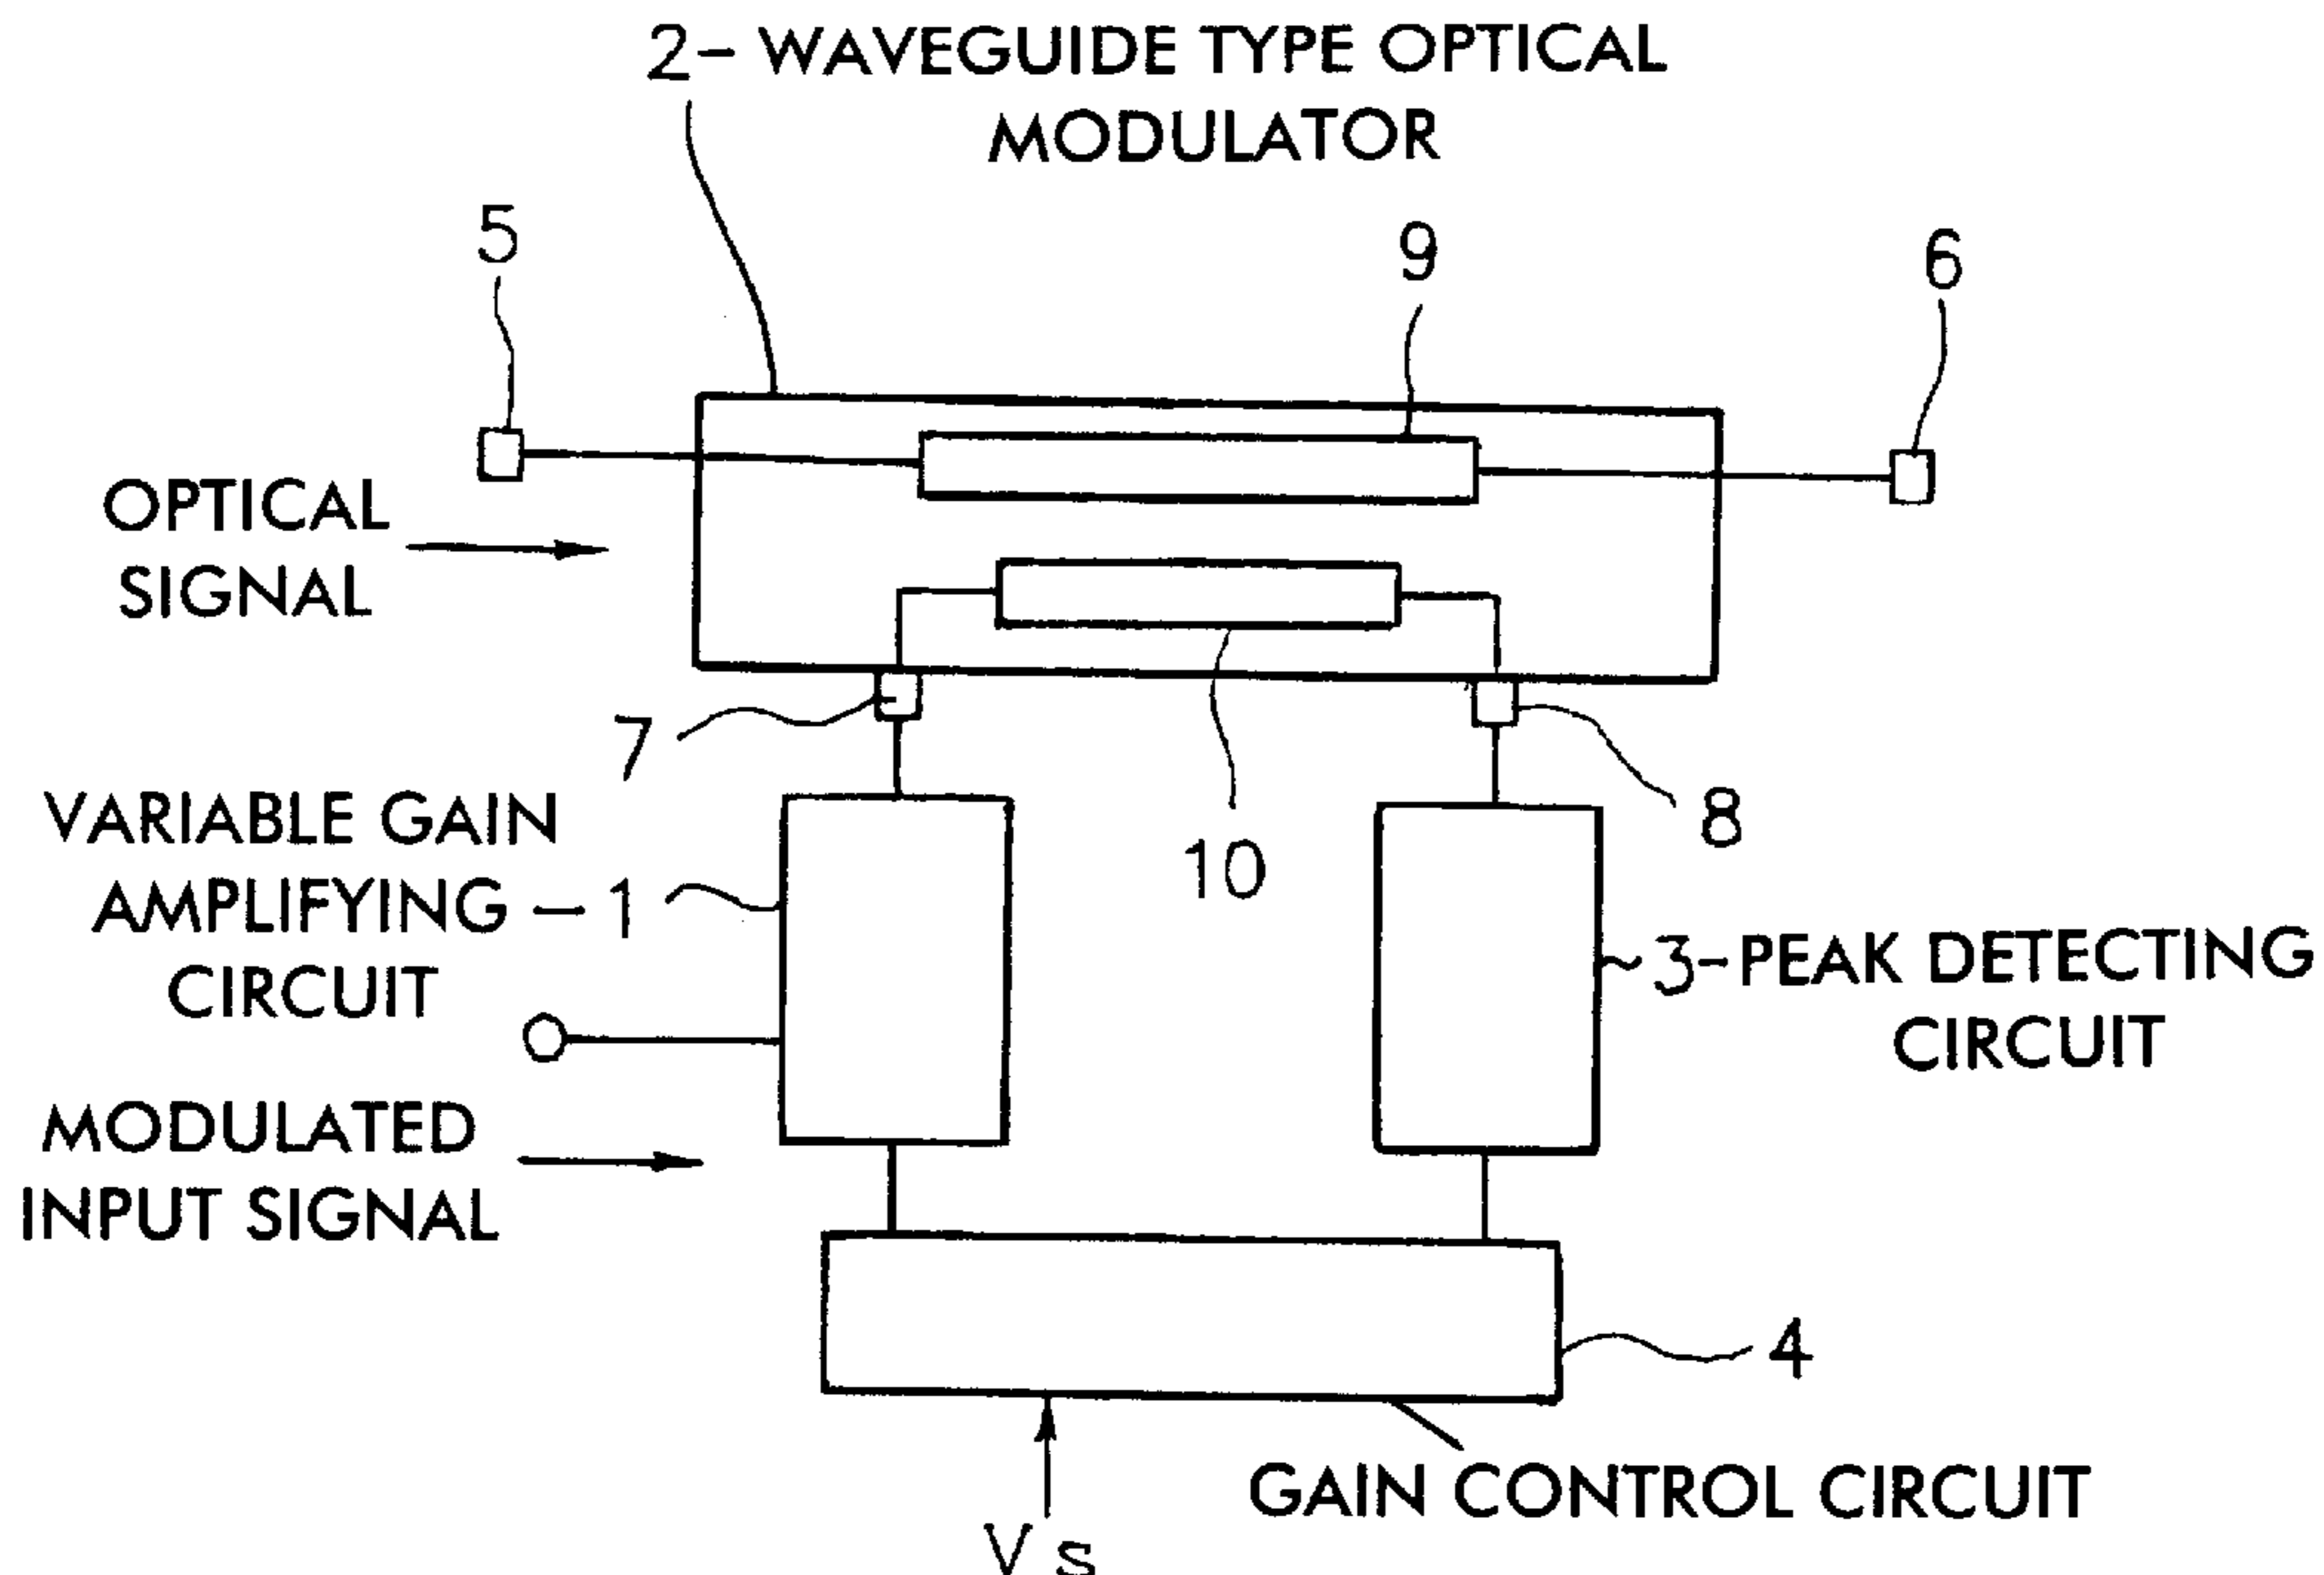 2- WAVEGUIDE TYPE OPTICAL
MODULATOR
5
9
6
OPTICAL
SIGNAL
7
8
10
VARIABLE GAIN
AMPLIFYING - 1
CIRCUIT
3-PEAK DETECTING
CIRCUIT
MODULATED
INPUT SIGNAL
4
GAIN CONTROL CIRCUIT
Vs